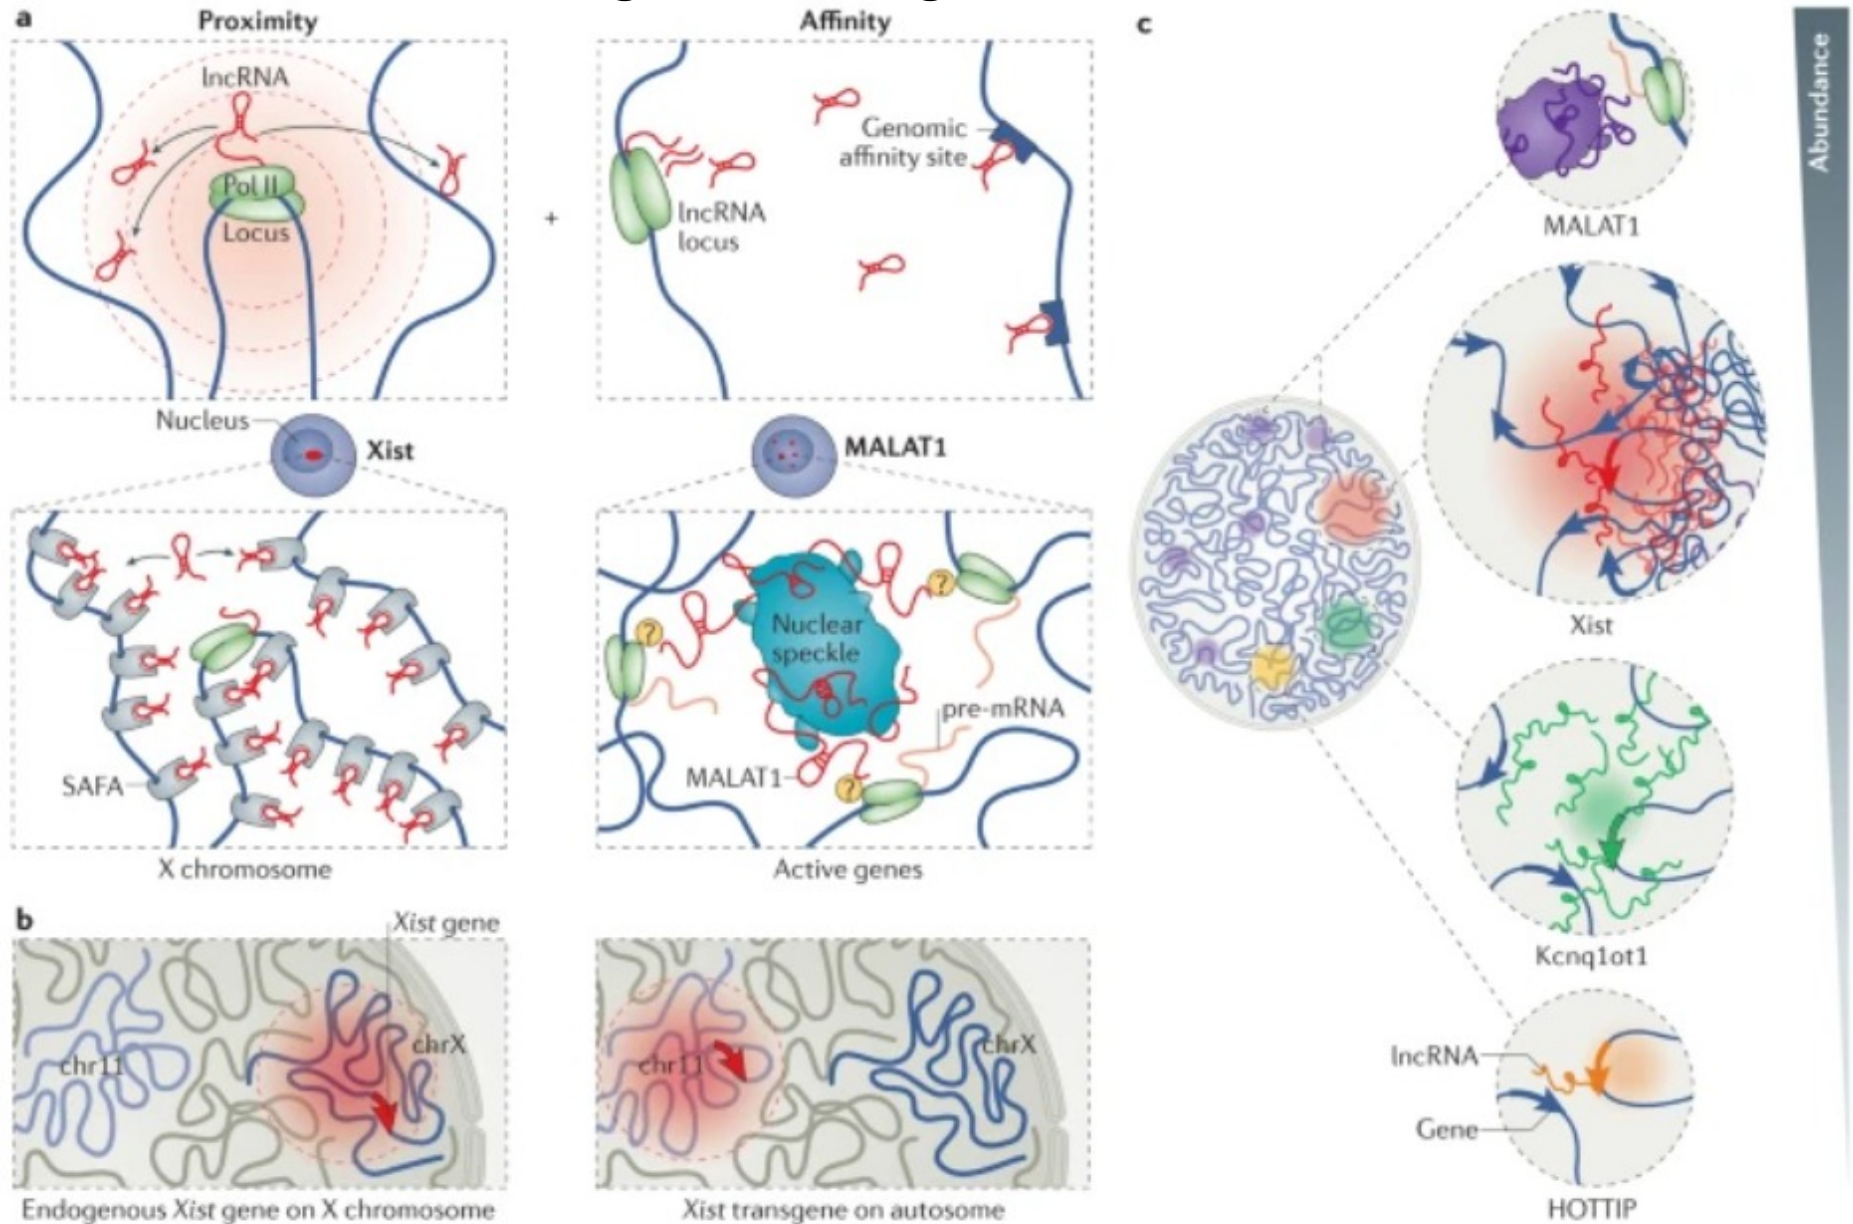 a
Proximity
Affinity
lncRNA
Pol II
Locus
+
Genomic
affinity site
lncRNA
locus
Nucleus
Xist
MALAT1
SAFA
X chromosome
?
?
?
Nuclear
speckle
pre-mRNA
MALAT1
Active genes
b
Xist gene
chr11
chrX
Endogenous Xist gene on X chromosome
chr11
chrX
Xist transgene on autosome
c
Abundance
MALAT1
Xist
Kcnq1ot1
lncRNA
Gene
HOTTIP